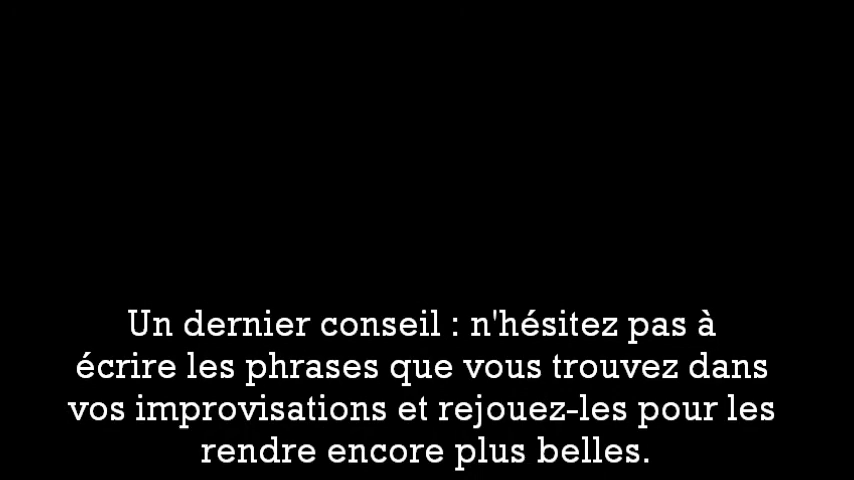 Un dernier conseil : n'hésitez pas à
écrire les phrases que vous trouvez dans
vos improvisations et rejouez-les pour les
rendre encore plus belles.